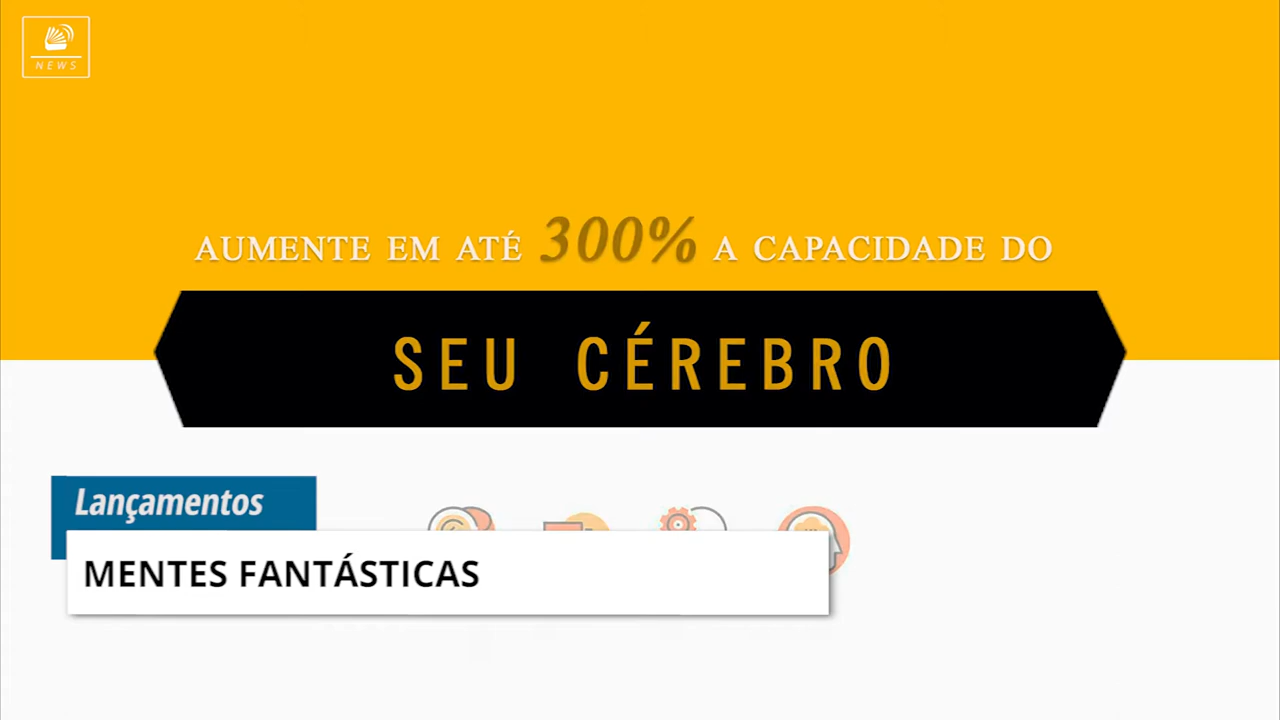 NEWS
AUMENTE EM ATÉ 300% A CAPACIDADE DO
SEU CÉREBRO
Lançamentos
MENTES FANTÁSTICAS